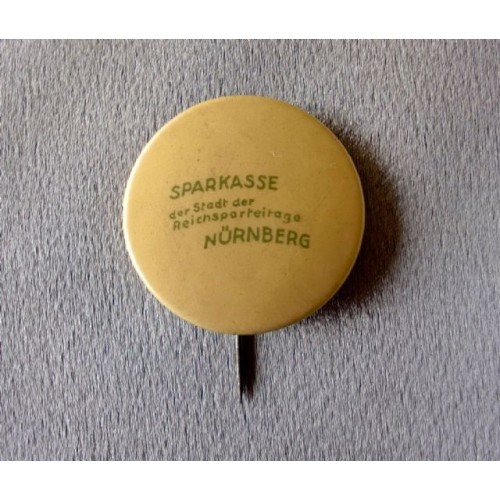 SPARKASSE
der Stadt der
Reichsparteitage
NÜRNBERG